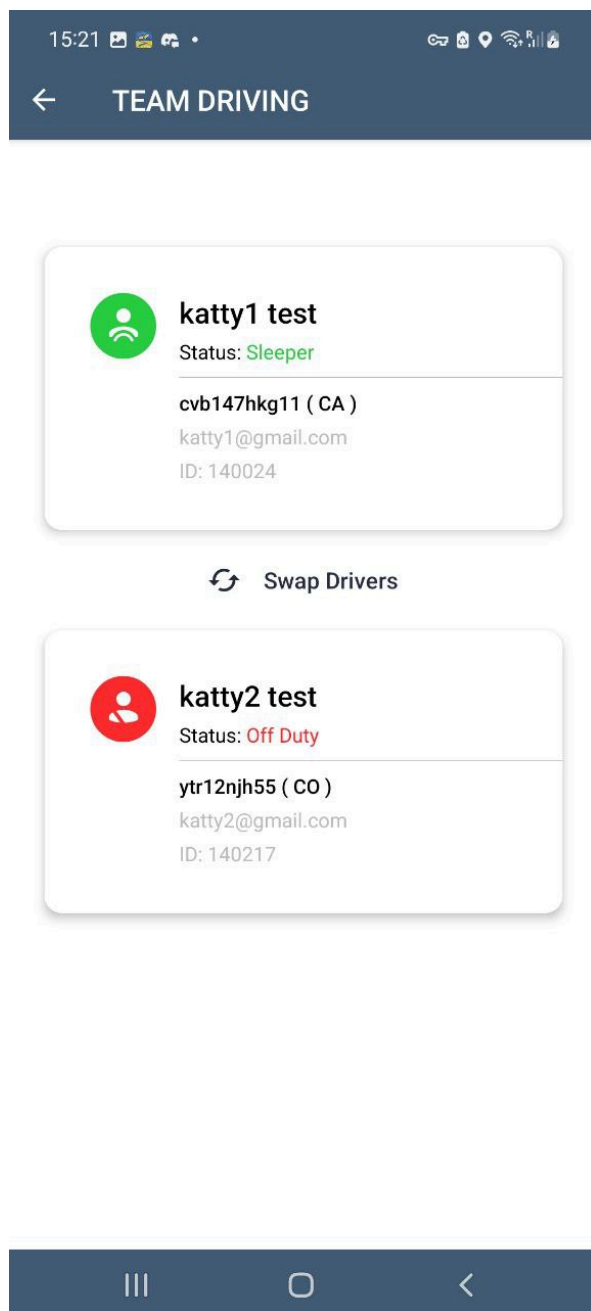 15:21
TEAM DRIVING
katty1 test
Status: Sleeper
cvb147hkg11 ( CA )
katty1@gmail.com
ID: 140024
Swap Drivers
katty2 test
Status: Off Duty
ytr12njh55 ( CO )
katty2@gmail.com
ID: 140217